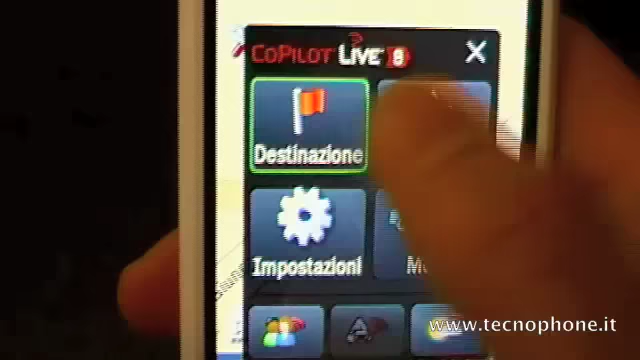 COPILOT LIVE 8
X
Destinazione
Impostazioni
www.tecnophone.it